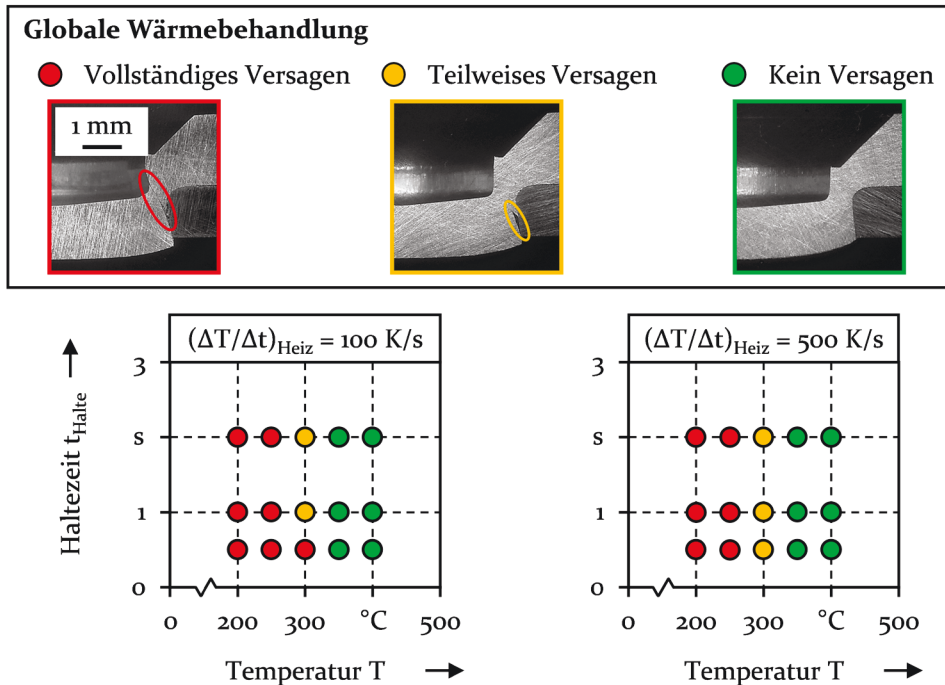 Globale Wärmebehandlung
Vollständiges Versagen
Teilweises Versagen
Kein Versagen
1 mm
(ΔT/Δt)Heiz = 100 K/s
(ΔT/Δt)Heiz = 500 K/s
Haltezeit tHalte
3
s
1
0
0
200
300
°C
500
Temperatur T
3
s
1
0
0
200
300
°C
500
Temperatur T